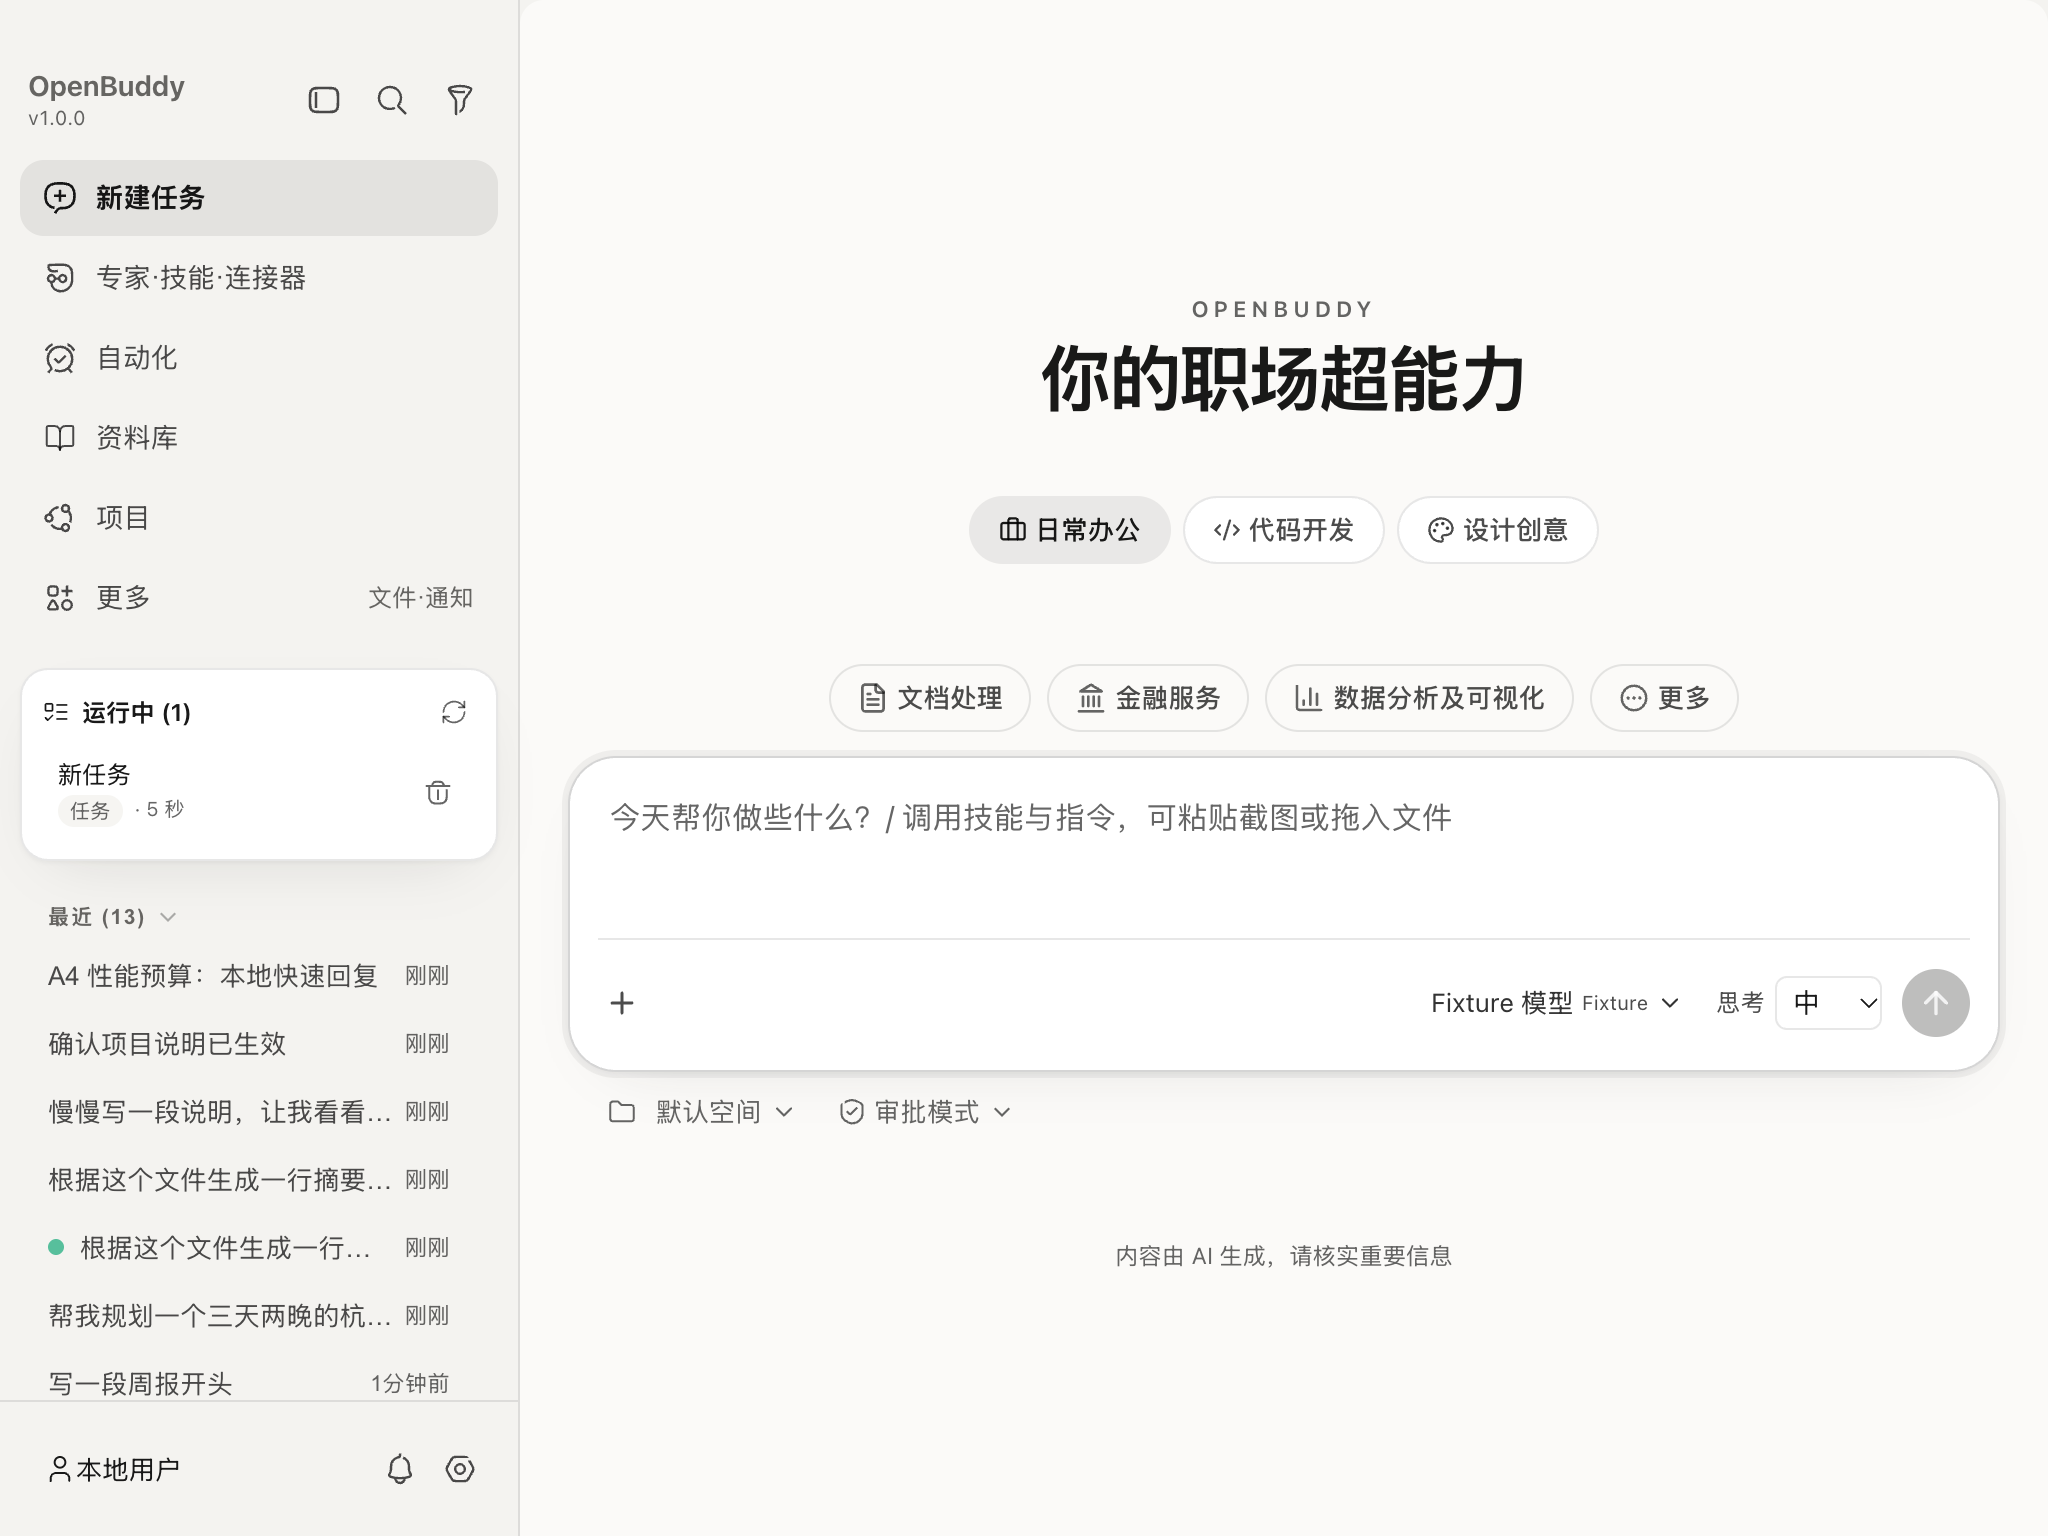 OpenBuddy
v1.0.0
新建任务
专家·技能·连接器
自动化
资料库
项目
更多 文件·通知
运行中 (1)
新任务
任务 · 5 秒
最近 (13)
A4 性能预算：本地快速回复 刚刚
确认项目说明已生效 刚刚
慢慢写一段说明，让我看看... 刚刚
根据这个文件生成一行摘要... 刚刚
根据这个文件生成一行... 刚刚
帮我规划一个三天两晚的杭... 刚刚
写一段周报开头 1分钟前
本地用户
OPENBUDDY
你的职场超能力
日常办公 代码开发 设计创意
文档处理 金融服务 数据分析及可视化 更多
今天帮你做些什么？/ 调用技能与指令，可粘贴截图或拖入文件
Fixture 模型 Fixture 思考 中
默认空间 审批模式
内容由 AI 生成，请核实重要信息